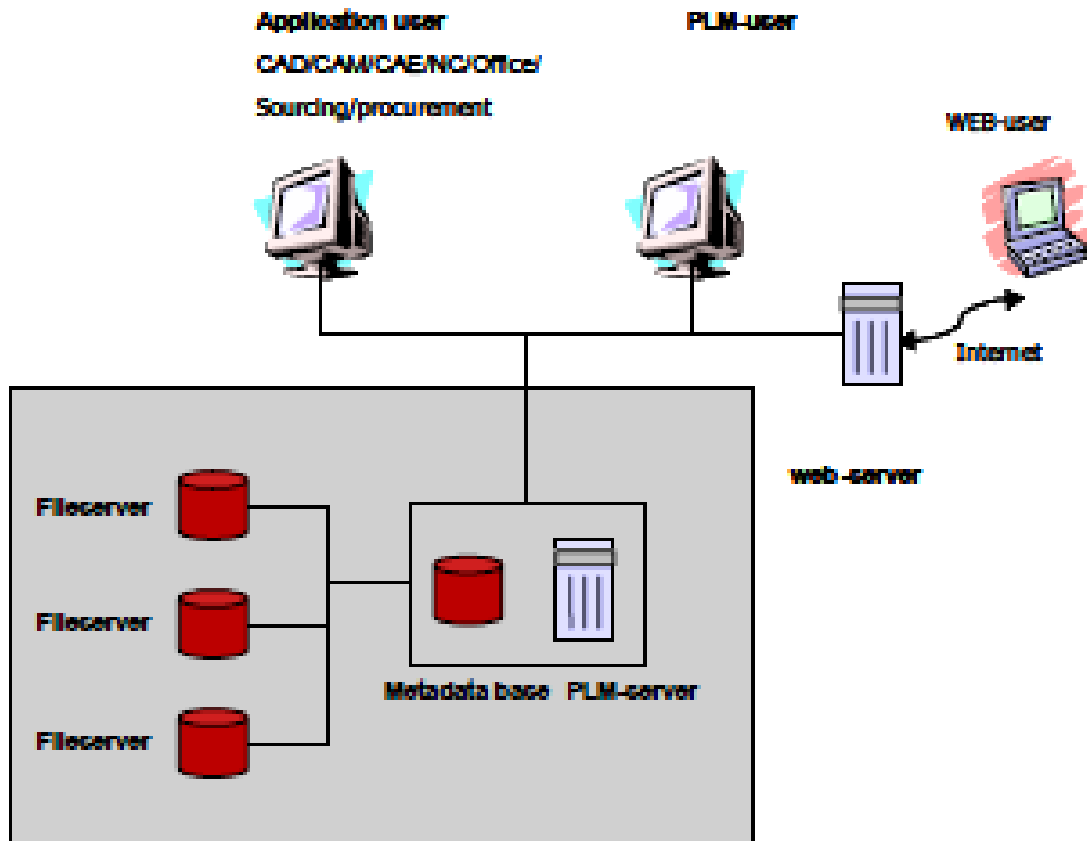 Application user
CAD/CAM/CAE/NC/Office/
Sourcing/procurement
PLM-user
WEB-user
Internet
web-server
Fileserver
Fileserver
Fileserver
Metadata base
PLM-server